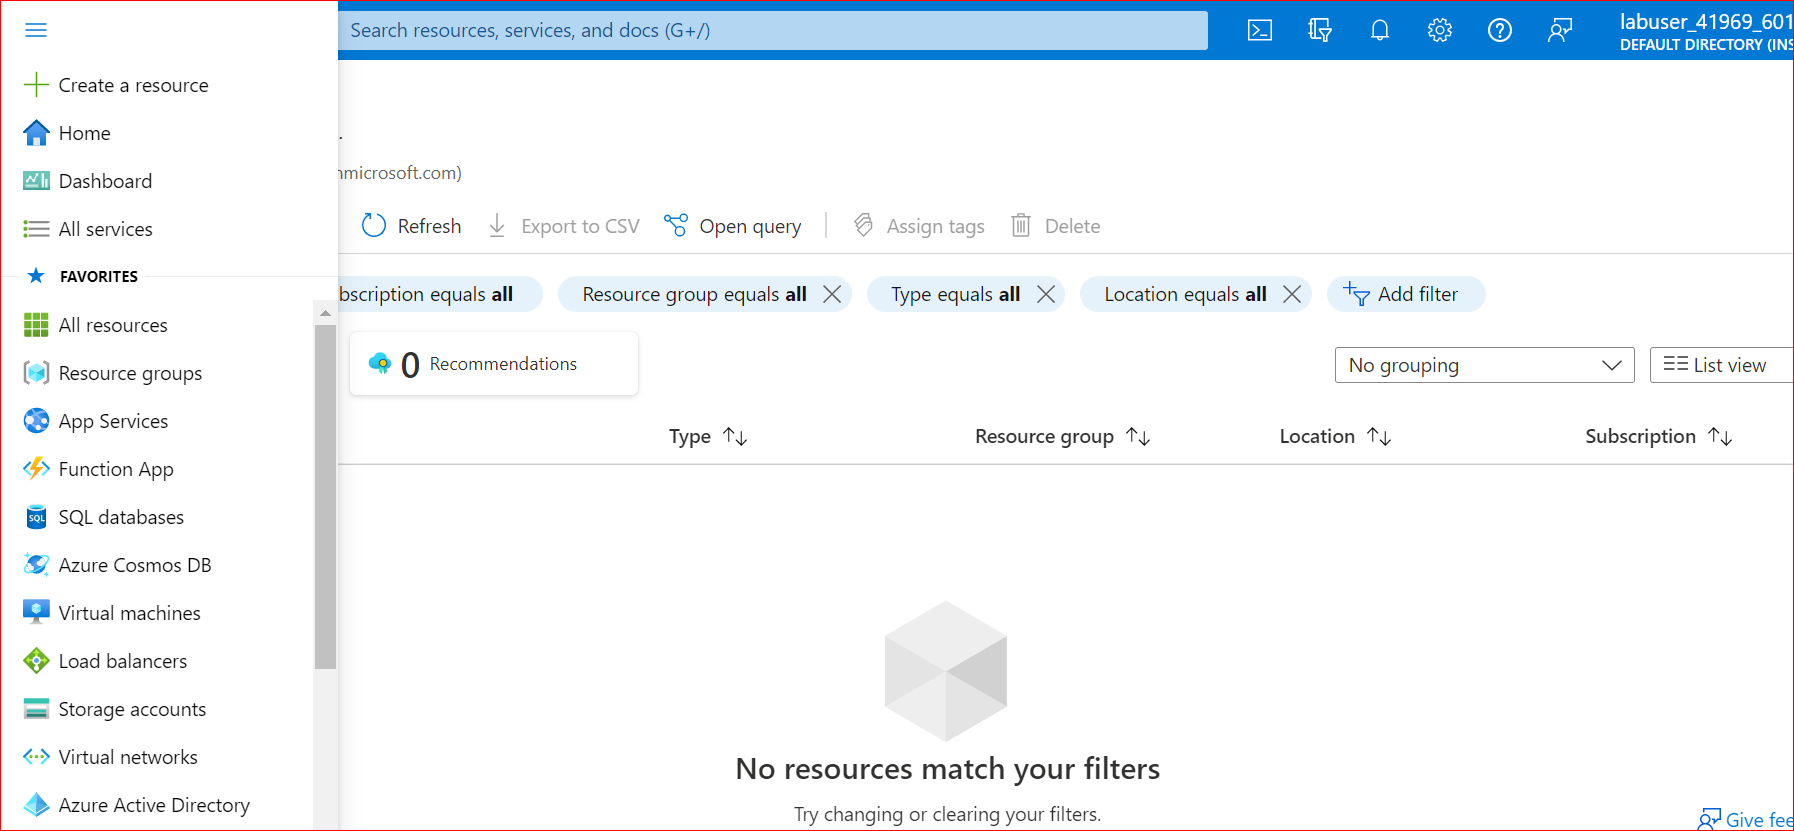 Search resources, services, and docs (G+/)
labuser_41969_601
DEFAULT DIRECTORY (INS
Create a resource
Home
Dashboard
All services
FAVORITES
All resources
Resource groups
App Services
Function App
SQL databases
Azure Cosmos DB
Virtual machines
Load balancers
Storage accounts
Virtual networks
Azure Active Directory
nmicrosoft.com)
Refresh
Export to CSV
Open query
Assign tags
Delete
bscription equals all
Resource group equals all
Type equals all
Location equals all
Add filter
0 Recommendations
No grouping
List view
Type
Resource group
Location
Subscription
No resources match your filters
Try changing or clearing your filters.
Give fee